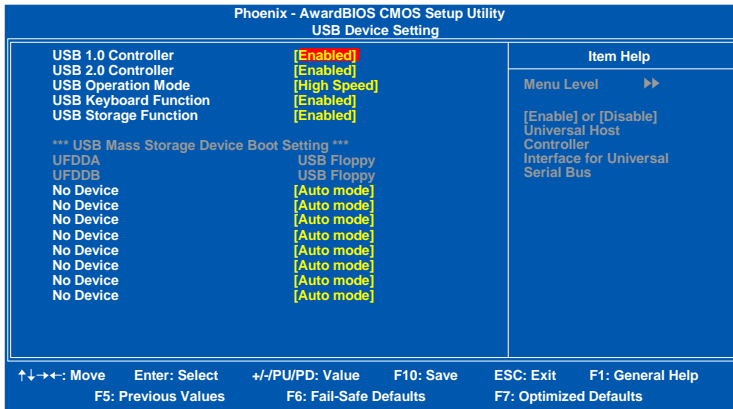 Phoenix - AwardBIOS CMOS Setup Utility
USB Device Setting
USB 1.0 Controller [Enabled]
USB 2.0 Controller [Enabled]
USB Operation Mode [High Speed]
USB Keyboard Function [Enabled]
USB Storage Function [Enabled]
*** USB Mass Storage Device Boot Setting ***
UFDDA USB Floppy
UFDDB USB Floppy
No Device [Auto mode]
No Device [Auto mode]
No Device [Auto mode]
No Device [Auto mode]
No Device [Auto mode]
No Device [Auto mode]
No Device [Auto mode]
No Device [Auto mode]
Item Help
Menu Level ▶▶
[Enable] or [Disable]
Universal Host
Controller
Interface for Universal
Serial Bus
↑↓→←: Move Enter: Select +/-/PU/PD: Value F10: Save ESC: Exit F1: General Help
F5: Previous Values F6: Fail-Safe Defaults F7: Optimized Defaults